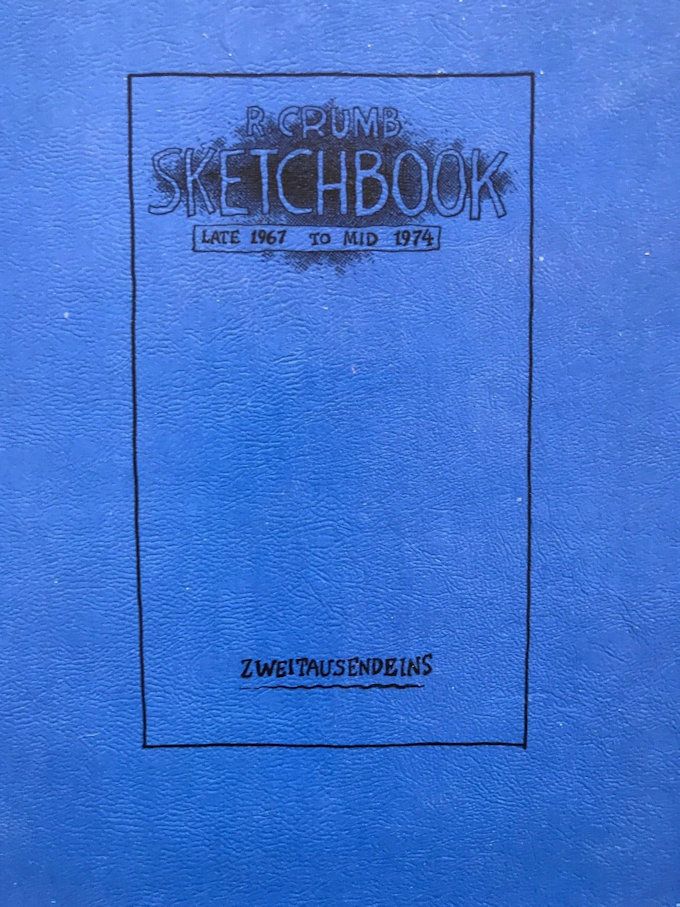 R CRUMB
SKETCHBOOK
LATE 1967 TO MID 1974
ZWEITAUSENDEINS